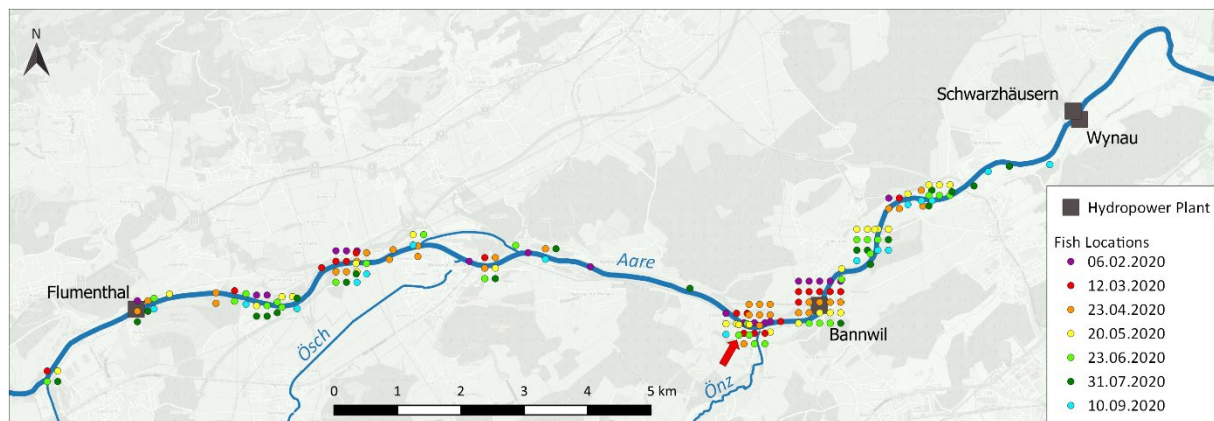 N
Schwarzhäusern
Wynau
Hydropower Plant
Fish Locations
06.02.2020
12.03.2020
23.04.2020
20.05.2020
23.06.2020
31.07.2020
10.09.2020
Aare
Flumenthal
Bannwil
Ösch
Önz
0 1 2 3 4 5 km